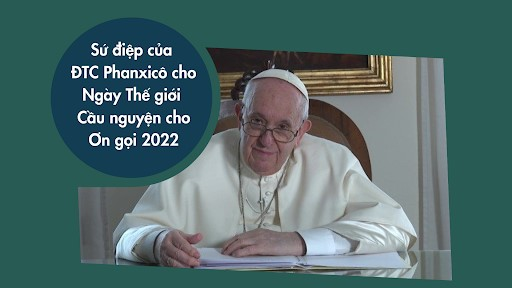 Sứ điệp của
ĐTC Phanxicô cho
Ngày Thế giới
Cầu nguyện cho
Ơn gọi 2022